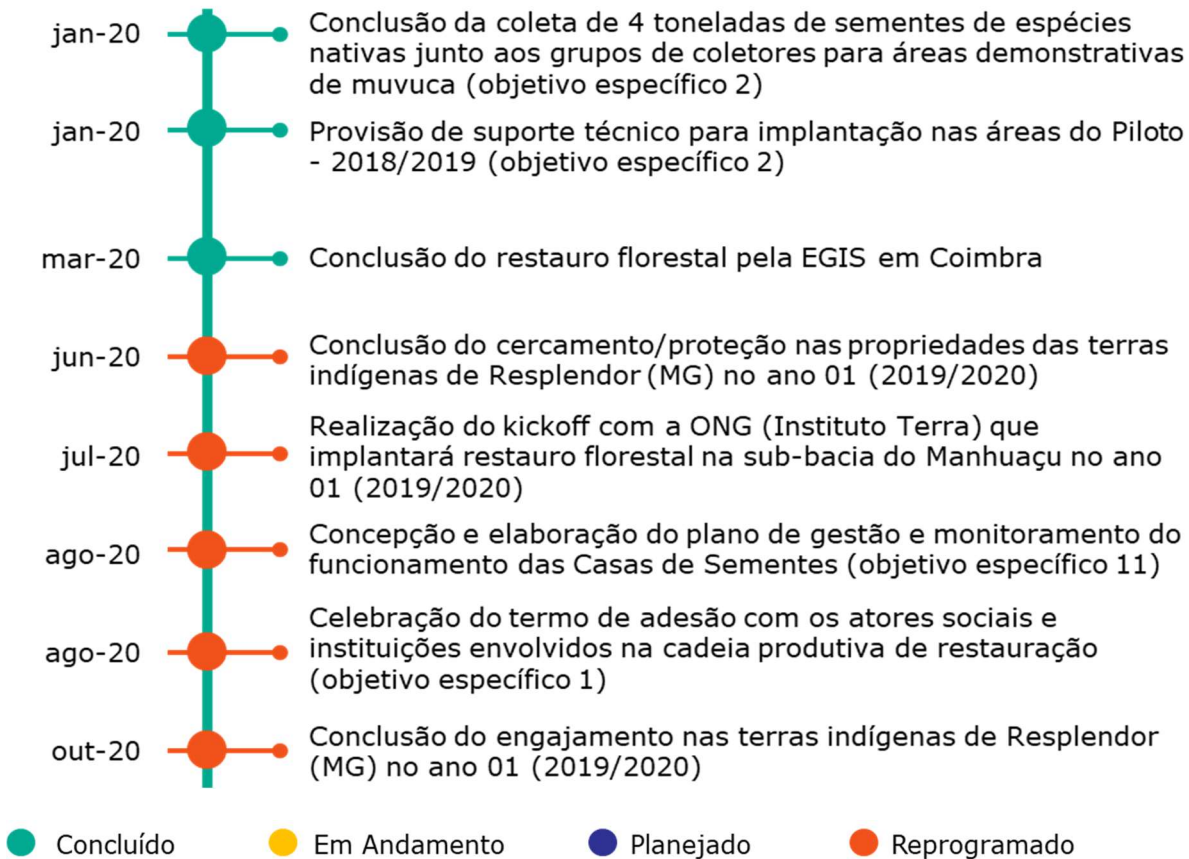 jan-20
Conclusão da coleta de 4 toneladas de sementes de espécies
nativas junto aos grupos de coletores para áreas demonstrativas
de muvuca (objetivo específico 2)
jan-20
Provisão de suporte técnico para implantação nas áreas do Piloto
- 2018/2019 (objetivo específico 2)
mar-20
Conclusão do restauro florestal pela EGIS em Coimbra
jun-20
Conclusão do cercamento/proteção nas propriedades das terras
indígenas de Resplendor (MG) no ano 01 (2019/2020)
jul-20
Realização do kickoff com a ONG (Instituto Terra) que
implantará restauro florestal na sub-bacia do Manhuaçu no ano
01 (2019/2020)
ago-20
Concepção e elaboração do plano de gestão e monitoramento do
funcionamento das Casas de Sementes (objetivo específico 11)
ago-20
Celebração do termo de adesão com os atores sociais e
instituições envolvidos na cadeia produtiva de restauração
(objetivo específico 1)
out-20
Conclusão do engajamento nas terras indígenas de Resplendor
(MG) no ano 01 (2019/2020)
Concluído Em Andamento Planejado Reprogramado